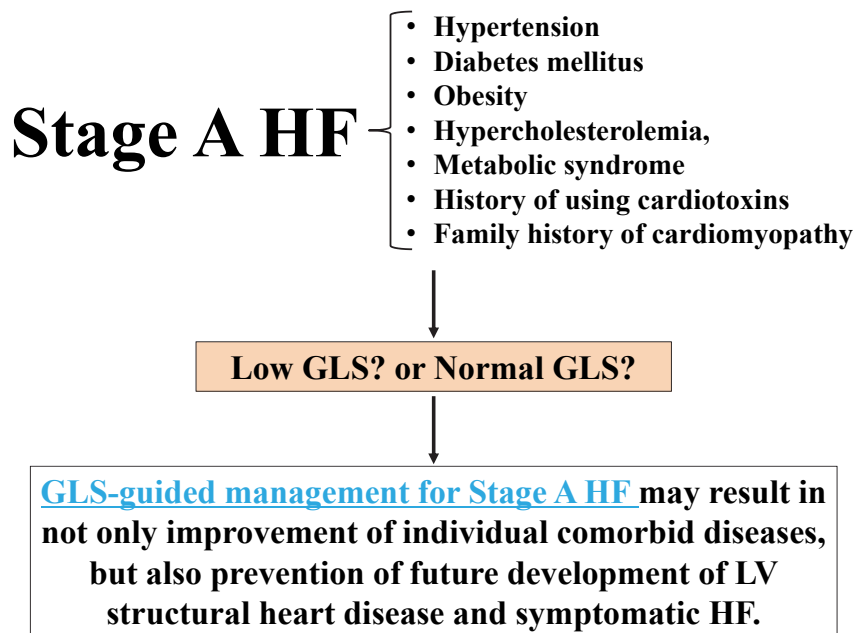 Stage A HF
• Hypertension
• Diabetes mellitus
• Obesity
• Hypercholesterolemia,
• Metabolic syndrome
• History of using cardiotoxins
• Family history of cardiomyopathy
Low GLS? or Normal GLS?
GLS-guided management for Stage A HF may result in
not only improvement of individual comorbid diseases,
but also prevention of future development of LV
structural heart disease and symptomatic HF.